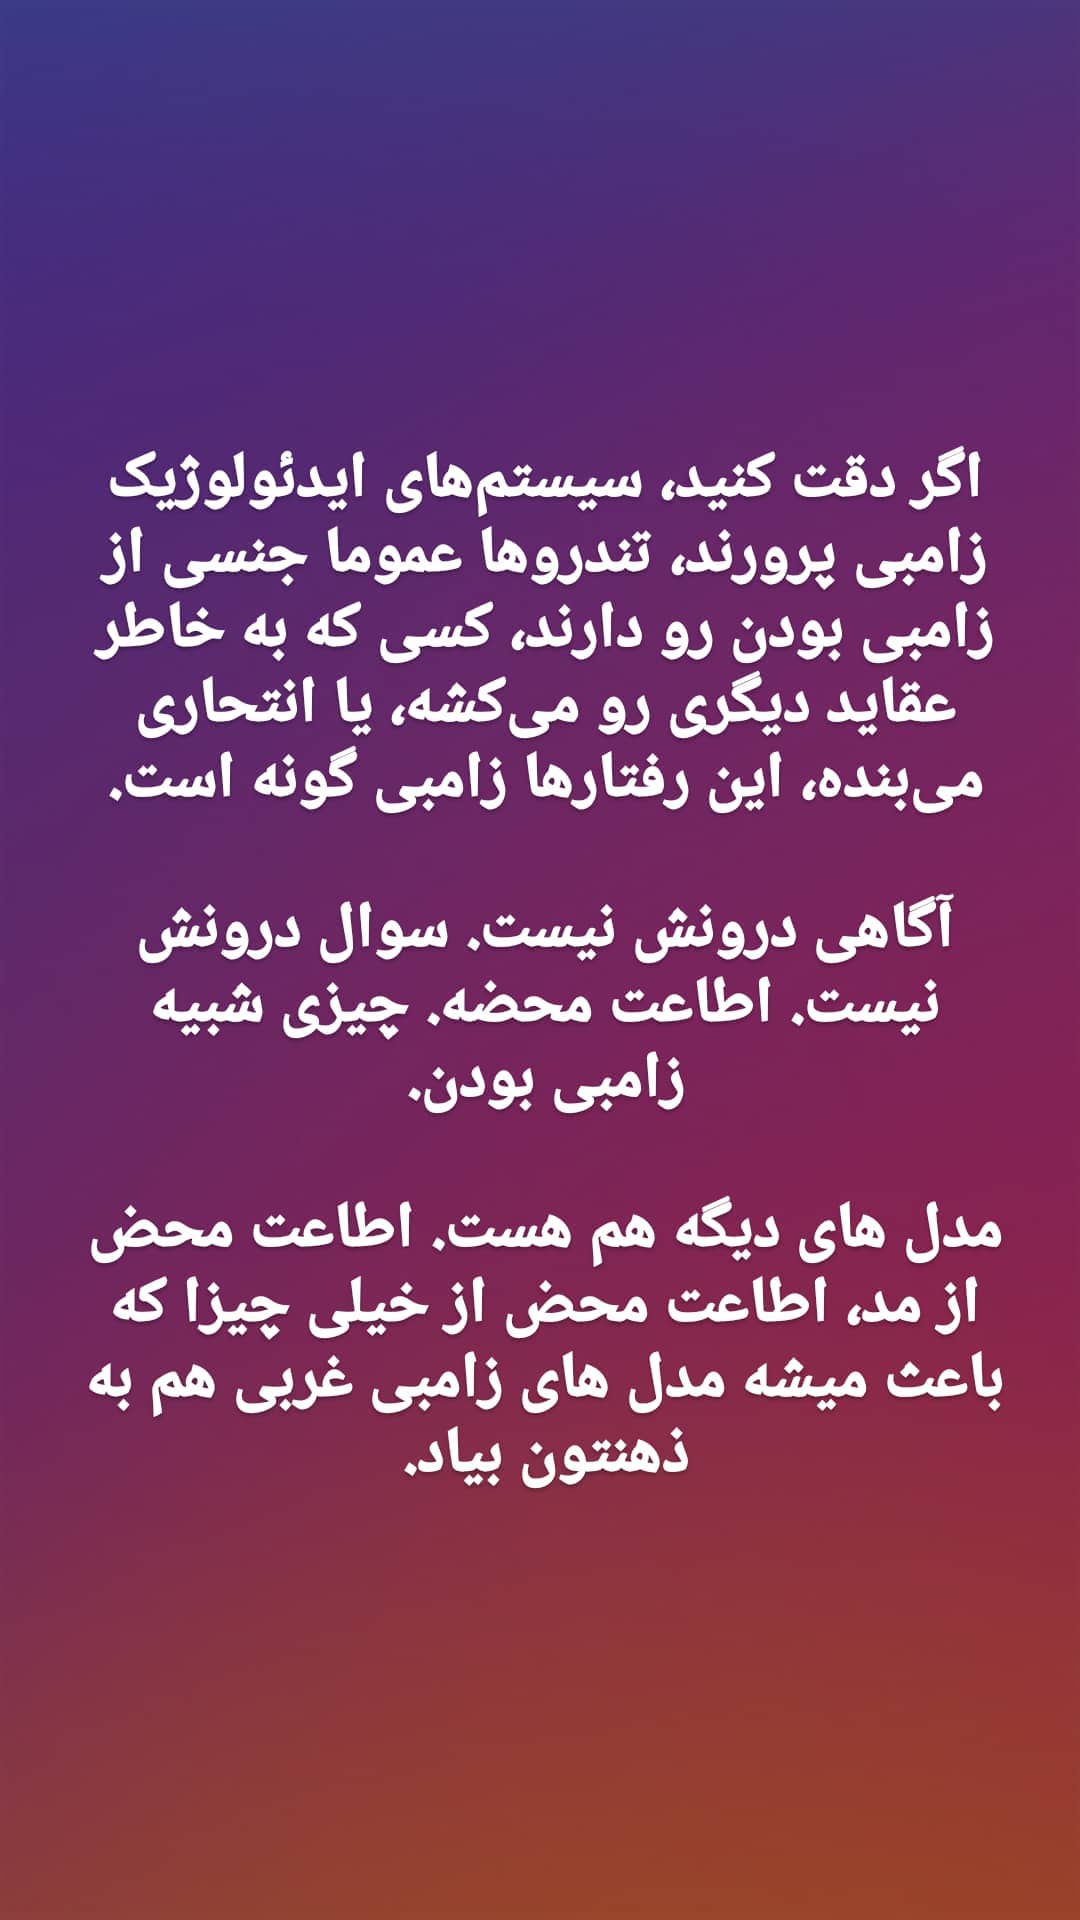 اگر دقت کنید، سیستم‌های ایدئولوژیک
زامبی پرورند، تندروها عموما جنسی از
زامبی بودن رو دارند، کسی که به خاطر
عقاید دیگری رو می‌کشه، یا انتحاری
می‌بنده، این رفتارها زامبی گونه است.
آگاهی درونش نیست. سوال درونش
نیست. اطاعت محضه. چیزی شبیه
زامبی بودن.
مدل های دیگه هم هست. اطاعت محض
از مد، اطاعت محض از خیلی چیزا که
باعث میشه مدل های زامبی غربی هم به
ذهنتون بیاد.